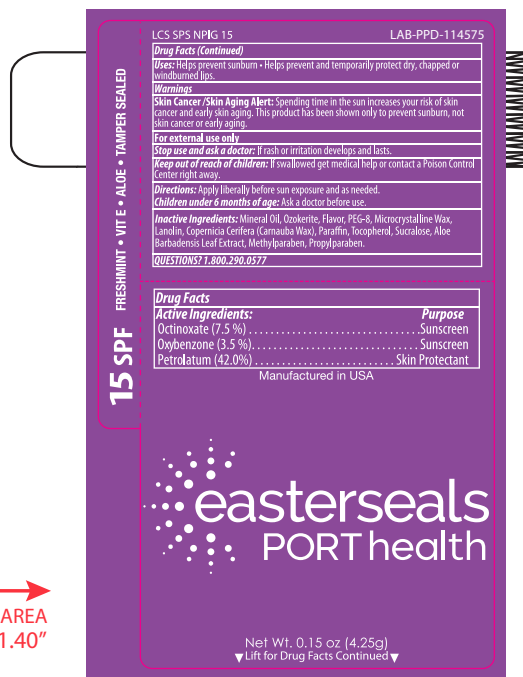 LCS SPS NPIG 15 LAB-PPD-114575
Drug Facts (Continued)
Uses: Helps prevent sunburn • Helps prevent and temporarily protect dry, chapped or
windburned lips.
Warnings
Skin Cancer /Skin Aging Alert: Spending time in the sun increases your risk of skin
cancer and early skin aging. This product has been shown only to prevent sunburn, not
skin cancer or early aging.
For external use only
Stop use and ask a doctor: If rash or irritation develops and lasts.
Keep out of reach of children: If swallowed get medical help or contact a Poison Control
Center right away.
Directions: Apply liberally before sun exposure and as needed.
Children under 6 months of age: Ask a doctor before use.
Inactive Ingredients: Mineral Oil, Ozokerite, Flavor, PEG-8, Microcrystalline Wax,
Lanolin, Copernicia Cerifera (Carnauba Wax), Paraffin, Tocopherol, Sucralose, Aloe
Barbadensis Leaf Extract, Methylparaben, Propylparaben.
QUESTIONS? 1.800.290.0577
15 SPF FRESHMINT • VIT E • ALOE • TAMPER SEALED
Drug Facts
Active Ingredients: Purpose
Octinoxate (7.5 %) ................................Sunscreen
Oxybenzone (3.5 %)................................Sunscreen
Petrolatum (42.0%) ..........................Skin Protectant
Manufactured in USA
easterseals
PORT health
AREA
1.40”
Net Wt. 0.15 oz (4.25g)
▼Lift for Drug Facts Continued▼